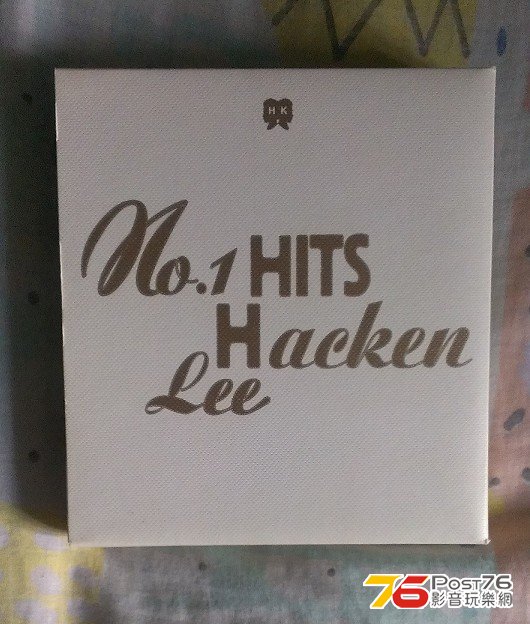 HK
No.1 HITS
Hacken
Lee
76 Post76
影音玩樂網